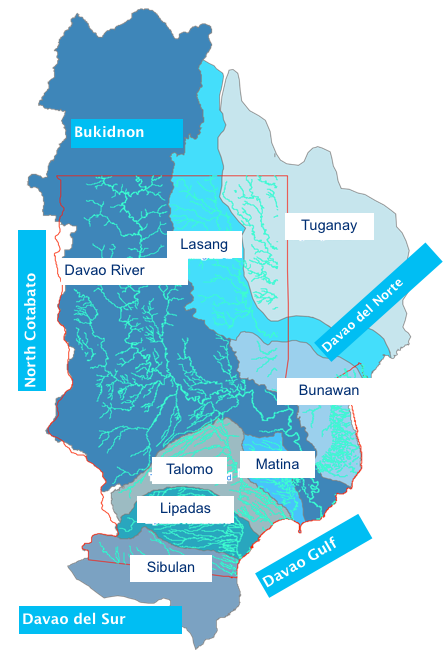 Bukidnon
Tuganay
Lasang
Davao River
North Cotabato
Davao del Norte
Bunawan
Matina
Talomo
Lipadas
Davao Gulf
Sibulan
Davao del Sur